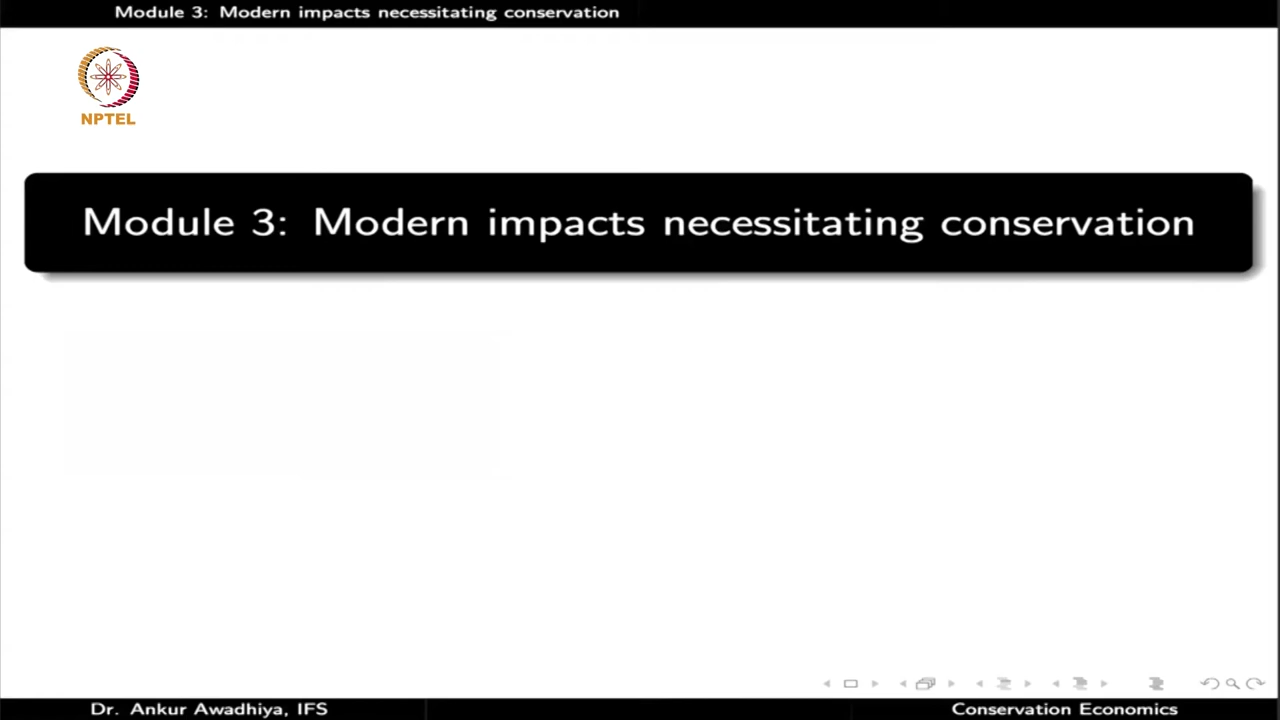 Module 3: Modern impacts necessitating conservation
NPTEL
Module 3: Modern impacts necessitating conservation
Dr. Ankur Awadhiya, IFS
Conservation Economics